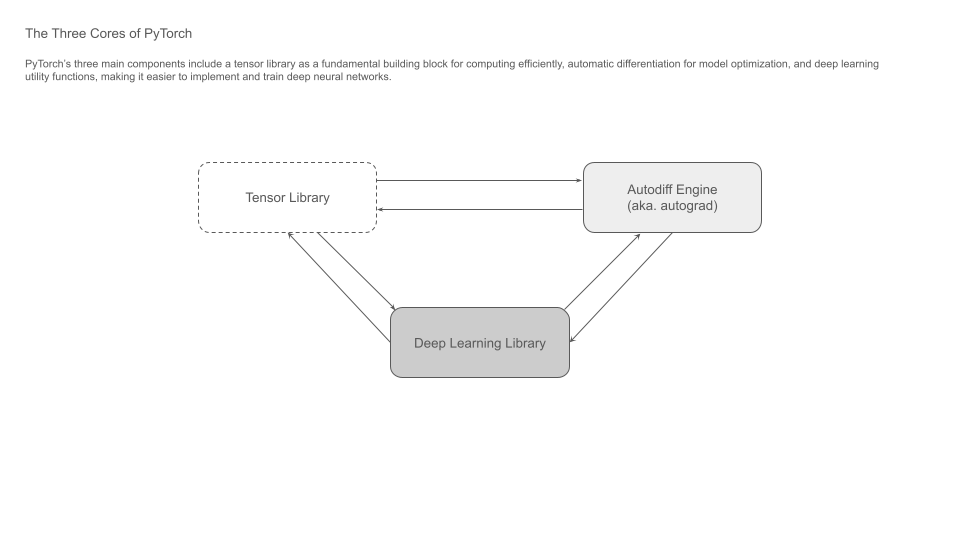 The Three Cores of PyTorch
PyTorch's three main components include a tensor library as a fundamental building block for computing efficiently, automatic differentiation for model optimization, and deep learning
utility functions, making it easier to implement and train deep neural networks.
Tensor Library
Autodiff Engine
(aka. autograd)
Deep Learning Library